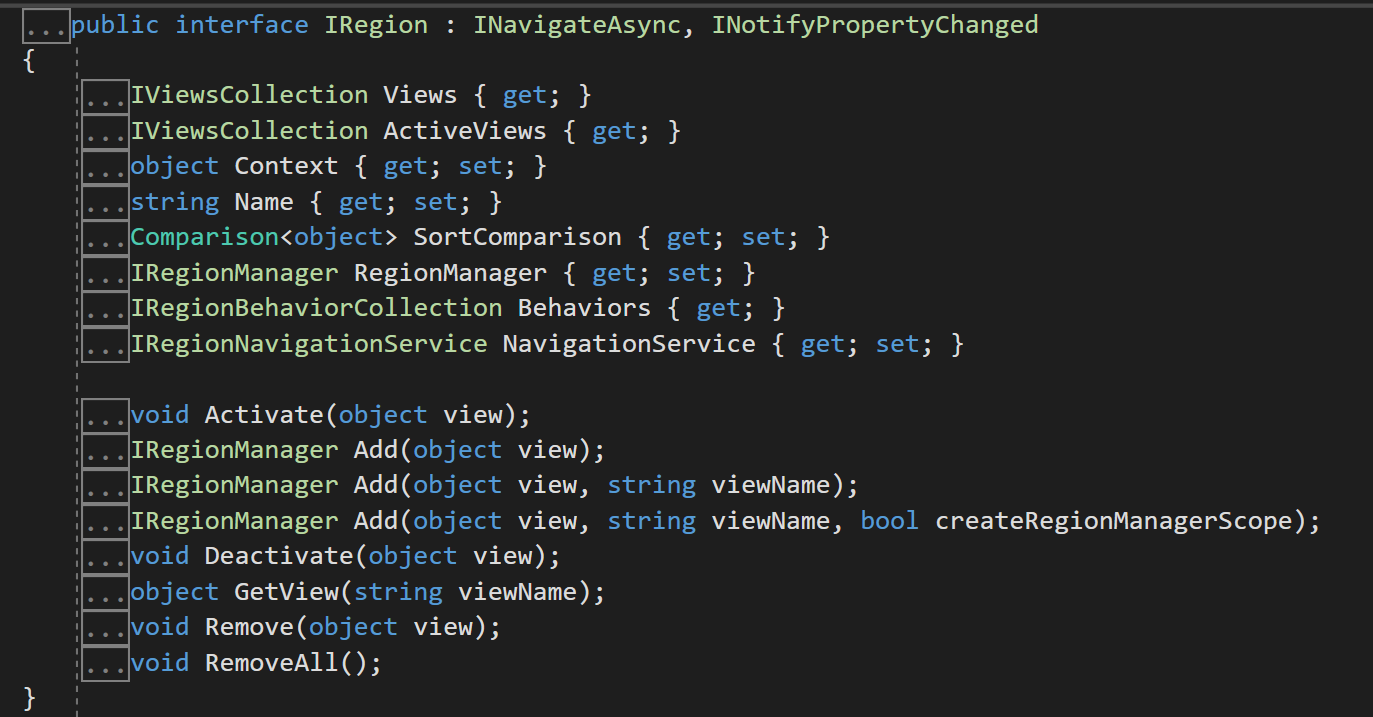 ...public interface IRegion : INavigateAsync, INotifyPropertyChanged
{
...IViewsCollection Views { get; }
...IViewsCollection ActiveViews { get; }
...object Context { get; set; }
...string Name { get; set; }
...Comparison<object> SortComparison { get; set; }
...IRegionManager RegionManager { get; set; }
...IRegionBehaviorCollection Behaviors { get; }
...IRegionNavigationService NavigationService { get; set; }
...void Activate(object view);
...IRegionManager Add(object view);
...IRegionManager Add(object view, string viewName);
...IRegionManager Add(object view, string viewName, bool createRegionManagerScope);
...void Deactivate(object view);
...object GetView(string viewName);
...void Remove(object view);
...void RemoveAll();
}